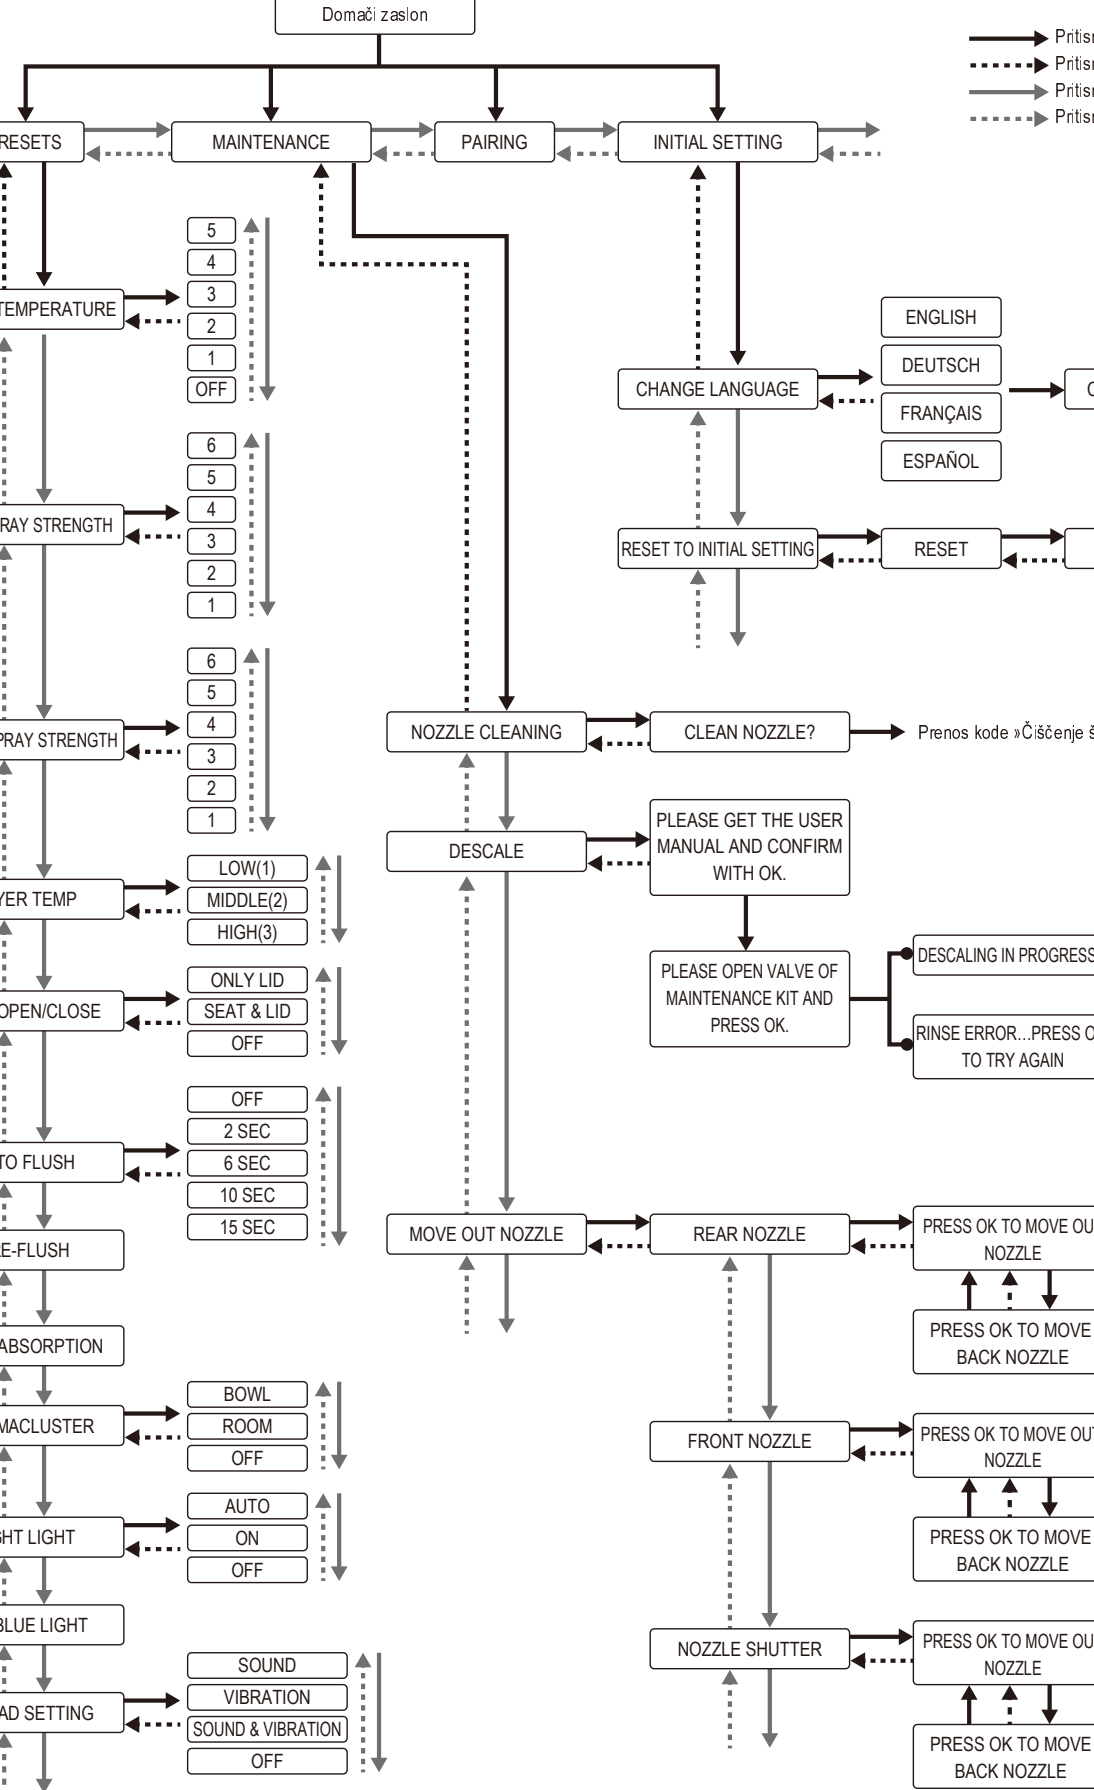 Domači zaslon
RESETS
MAINTENANCE
PAIRING
INITIAL SETTING
TEMPERATURE
5
4
3
2
1
OFF
RAY STRENGTH
6
5
4
3
2
1
PRAY STRENGTH
6
5
4
3
2
1
YER TEMP
LOW(1)
MIDDLE(2)
HIGH(3)
OPEN/CLOSE
ONLY LID
SEAT & LID
OFF
TO FLUSH
OFF
2 SEC
6 SEC
10 SEC
15 SEC
E-FLUSH
ABSORPTION
MACLUSTER
BOWL
ROOM
OFF
GHT LIGHT
AUTO
ON
OFF
BLUE LIGHT
AD SETTING
SOUND
VIBRATION
SOUND & VIBRATION
OFF
NOZZLE CLEANING
CLEAN NOZZLE?
Prenos kode »Čiščenje š
DESCALE
PLEASE GET THE USER
MANUAL AND CONFIRM
WITH OK.
PLEASE OPEN VALVE OF
MAINTENANCE KIT AND
PRESS OK.
DESCALING IN PROGRESS
RINSE ERROR...PRESS O
TO TRY AGAIN
MOVE OUT NOZZLE
REAR NOZZLE
PRESS OK TO MOVE OU
NOZZLE
PRESS OK TO MOVE
BACK NOZZLE
FRONT NOZZLE
PRESS OK TO MOVE OUT
NOZZLE
PRESS OK TO MOVE
BACK NOZZLE
NOZZLE SHUTTER
PRESS OK TO MOVE OU
NOZZLE
PRESS OK TO MOVE
BACK NOZZLE
CHANGE LANGUAGE
ENGLISH
DEUTSCH
FRANÇAIS
ESPAÑOL
RESET TO INITIAL SETTING
RESET
Pritisn
Pritisn
Pritisn
Pritisn